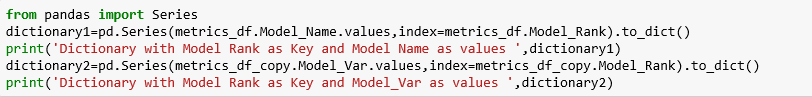 from pandas import Series
dictionary1=pd.Series(metrics_df.Model_Name.values,index=metrics_df.Model_Rank).to_dict()
print('Dictionary with Model Rank as Key and Model Name as values ',dictionary1)
dictionary2=pd.Series(metrics_df_copy.Model_Var.values,index=metrics_df_copy.Model_Rank).to_dict()
print('Dictionary with Model Rank as Key and Model_Var as values ',dictionary2)